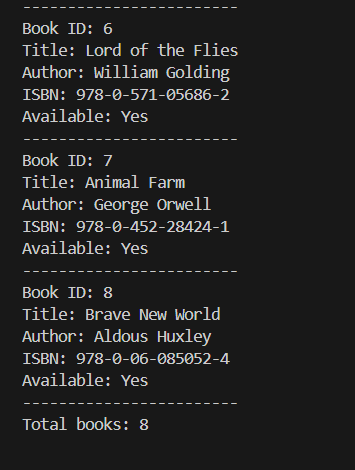 ------------------------
Book ID: 6
Title: Lord of the Flies
Author: William Golding
ISBN: 978-0-571-05686-2
Available: Yes
------------------------
Book ID: 7
Title: Animal Farm
Author: George Orwell
ISBN: 978-0-452-28424-1
Available: Yes
------------------------
Book ID: 8
Title: Brave New World
Author: Aldous Huxley
ISBN: 978-0-06-085052-4
Available: Yes
------------------------
Total books: 8